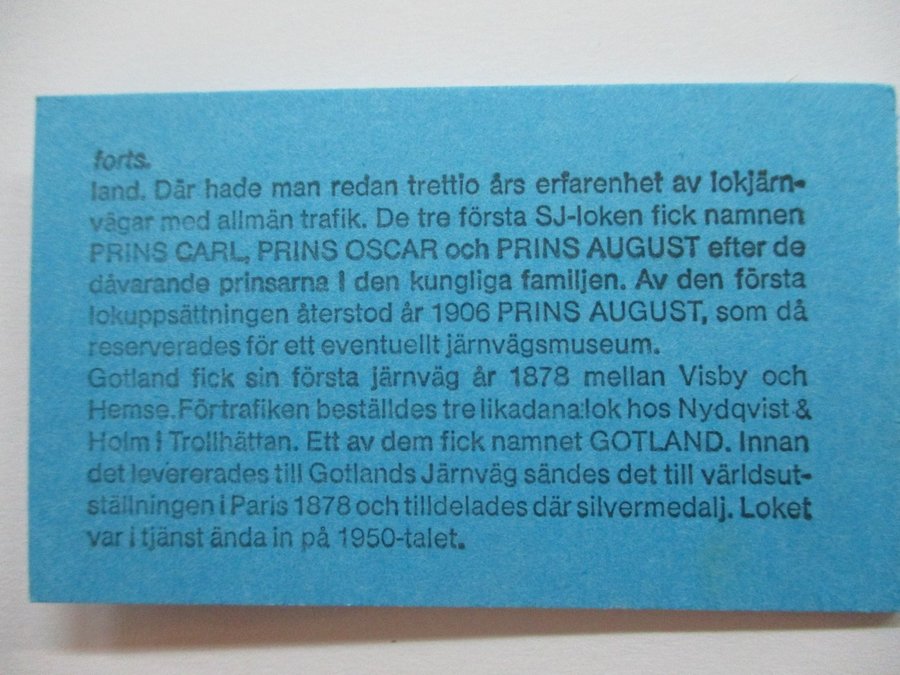 forts.
land. Där hade man redan trettio års erfarenhet av lokjärn-
vägar med allmän trafik. De tre första SJ-loken fick namnen
PRINS CARL, PRINS OSCAR och PRINS AUGUST efter de
dåvarande prinsarna i den kungliga familjen. Av den första
lokuppsättningen återstod år 1906 PRINS AUGUST, som då
reserverades för ett eventuellt järnvägsmuseum.
Gotland fick sin första järnväg år 1878 mellan Visby och
Hemse. För trafiken beställdes tre likadana lok hos Nydqvist &
Holm i Trollhättan. Ett av dem fick namnet GOTLAND. Innan
det levererades till Gotlands Järnväg sändes det till världsut-
ställningen i Paris 1878 och tilldelades där silvermedalj. Loket
var i tjänst ända in på 1950-talet.